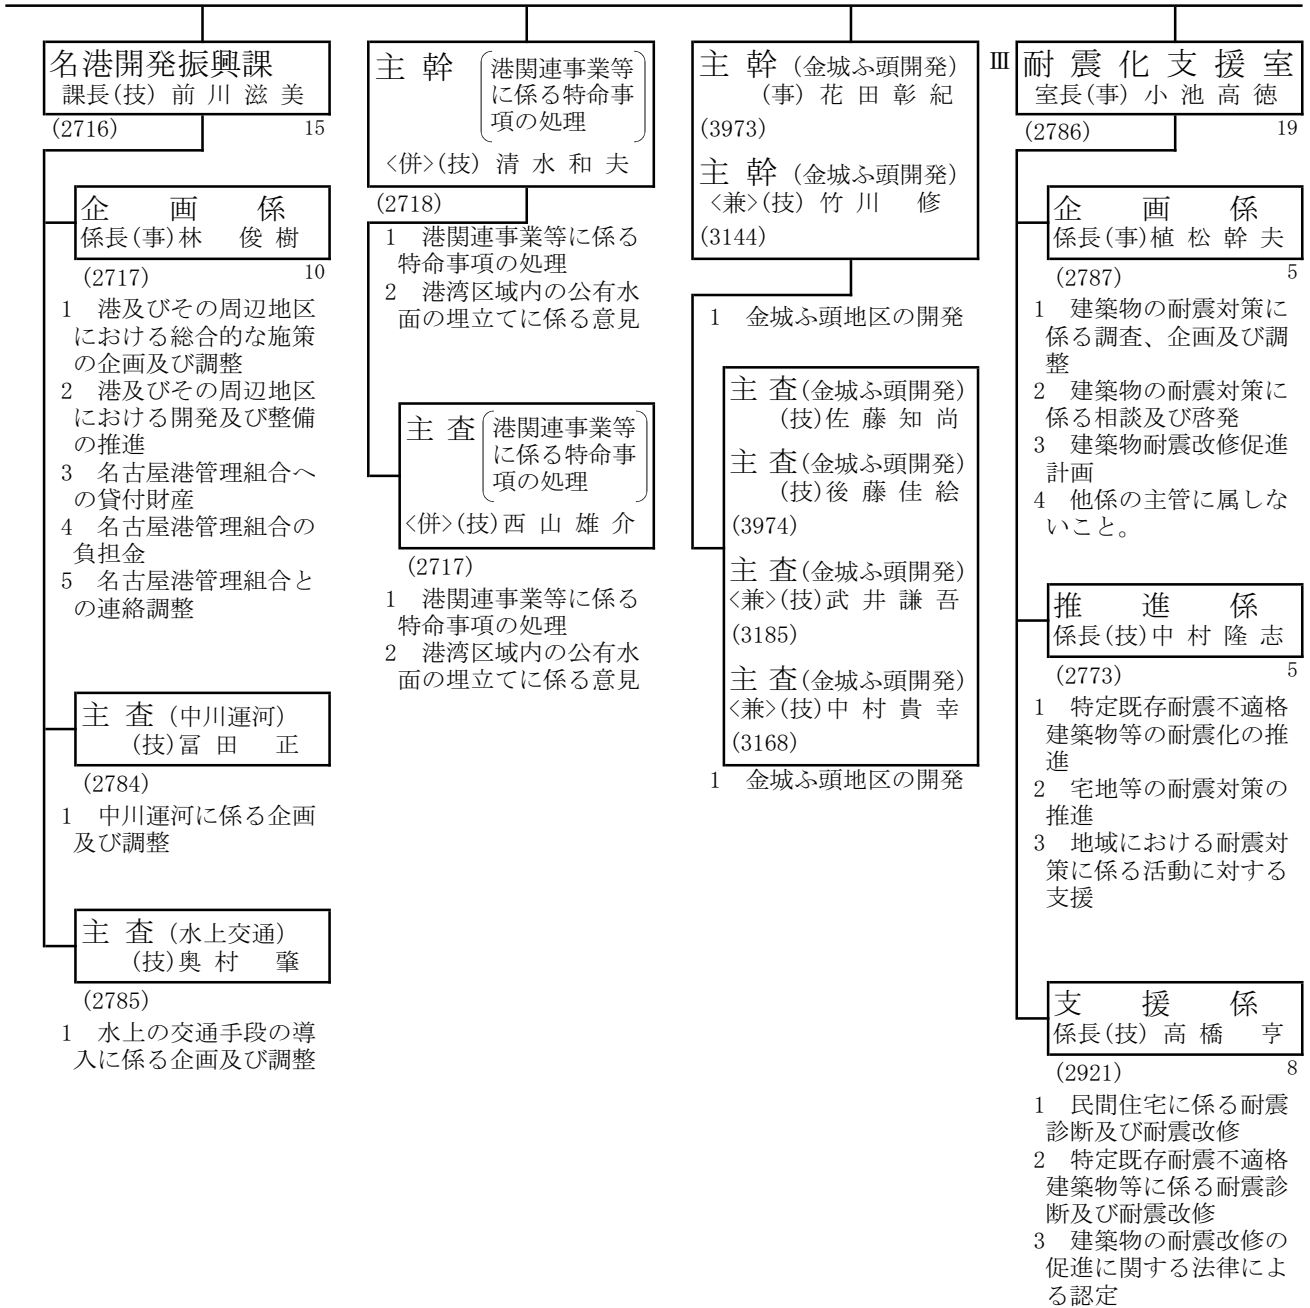 名港開発振興課
課長(技) 前 川 滋 美
(2716) 15
企 画 係
係長(事)林 俊 樹
(2717) 10
1 港及びその周辺地区
における総合的な施策
の企画及び調整
2 港及びその周辺地区
における開発及び整備
の推進
3 名古屋港管理組合へ
の貸付財産
4 名古屋港管理組合の
負担金
5 名古屋港管理組合と
の連絡調整
主 査 (中川運河)
(技)冨 田 正
(2784)
1 中川運河に係る企画
及び調整
主 査 (水上交通)
(技)奥 村 肇
(2785)
1 水上の交通手段の導
入に係る企画及び調整
主 幹 港関連事業等
に係る特命事
項の処理
<併>(技) 清 水 和 夫
(2718)
1 港関連事業等に係る
特命事項の処理
2 港湾区域内の公有水
面の埋立てに係る意見
主 査 港関連事業等
に係る特命事
項の処理
<併>(技)西 山 雄 介
(2717)
1 港関連事業等に係る
特命事項の処理
2 港湾区域内の公有水
面の埋立てに係る意見
主 幹 (金城ふ頭開発)
(事) 花 田 彰 紀
(3973)
主 幹 (金城ふ頭開発)
<兼>(技) 竹 川 修
(3144)
1 金城ふ頭地区の開発
主 査(金城ふ頭開発)
(技)佐 藤 知 尚
主 査(金城ふ頭開発)
(技)後 藤 佳 絵
(3974)
主 査(金城ふ頭開発)
<兼>(技)武 井 謙 吾
(3185)
主 査(金城ふ頭開発)
<兼>(技)中 村 貴 幸
(3168)
1 金城ふ頭地区の開発
Ⅲ 耐 震 化 支 援 室
室長(事) 小 池 高 徳
(2786) 19
企 画 係
係長(事)植 松 幹 夫
(2787) 5
1 建築物の耐震対策に
係る調査、企画及び調
整
2 建築物の耐震対策に
係る相談及び啓発
3 建築物耐震改修促進
計画
4 他係の主管に属しな
いこと。
推 進 係
係長(技)中 村 隆 志
(2773) 5
1 特定既存耐震不適格
建築物等の耐震化の推
進
2 宅地等の耐震対策の
推進
3 地域における耐震対
策に係る活動に対する
支援
支 援 係
係長(技) 高 橋 亨
(2921) 8
1 民間住宅に係る耐震
診断及び耐震改修
2 特定既存耐震不適格
建築物等に係る耐震診
断及び耐震改修
3 建築物の耐震改修の
促進に関する法律によ
る認定